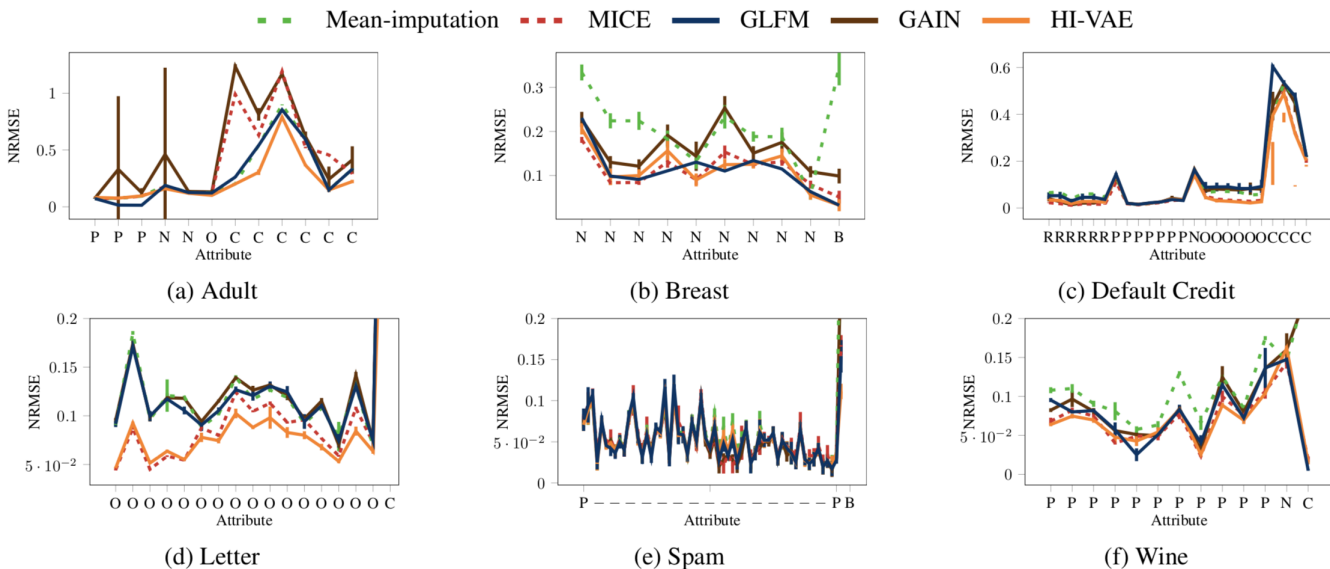 Mean-imputation MICE GLFM GAIN HI-VAE
NRMSE
1
0.5
0
P P P N N O C C C C C C
Attribute
(a) Adult
NRMSE
0.3
0.2
0.1
N N N N N N N N N B
Attribute
(b) Breast
NRMSE
0.6
0.4
0.2
0
RRRRRRPPPPPPPNOOOOOOCCCC
Attribute
(c) Default Credit
NRMSE
0.2
0.15
0.1
5 · 10−2
O O O O O O O O O O O O O O O O C
Attribute
(d) Letter
NRMSE
0.2
0.15
0.1
5 · 10−2
0
P P B
Attribute
(e) Spam
NRMSE
0.2
0.15
0.1
5 · 10−2
0
P P P P P P P P P P P N C
Attribute
(f) Wine